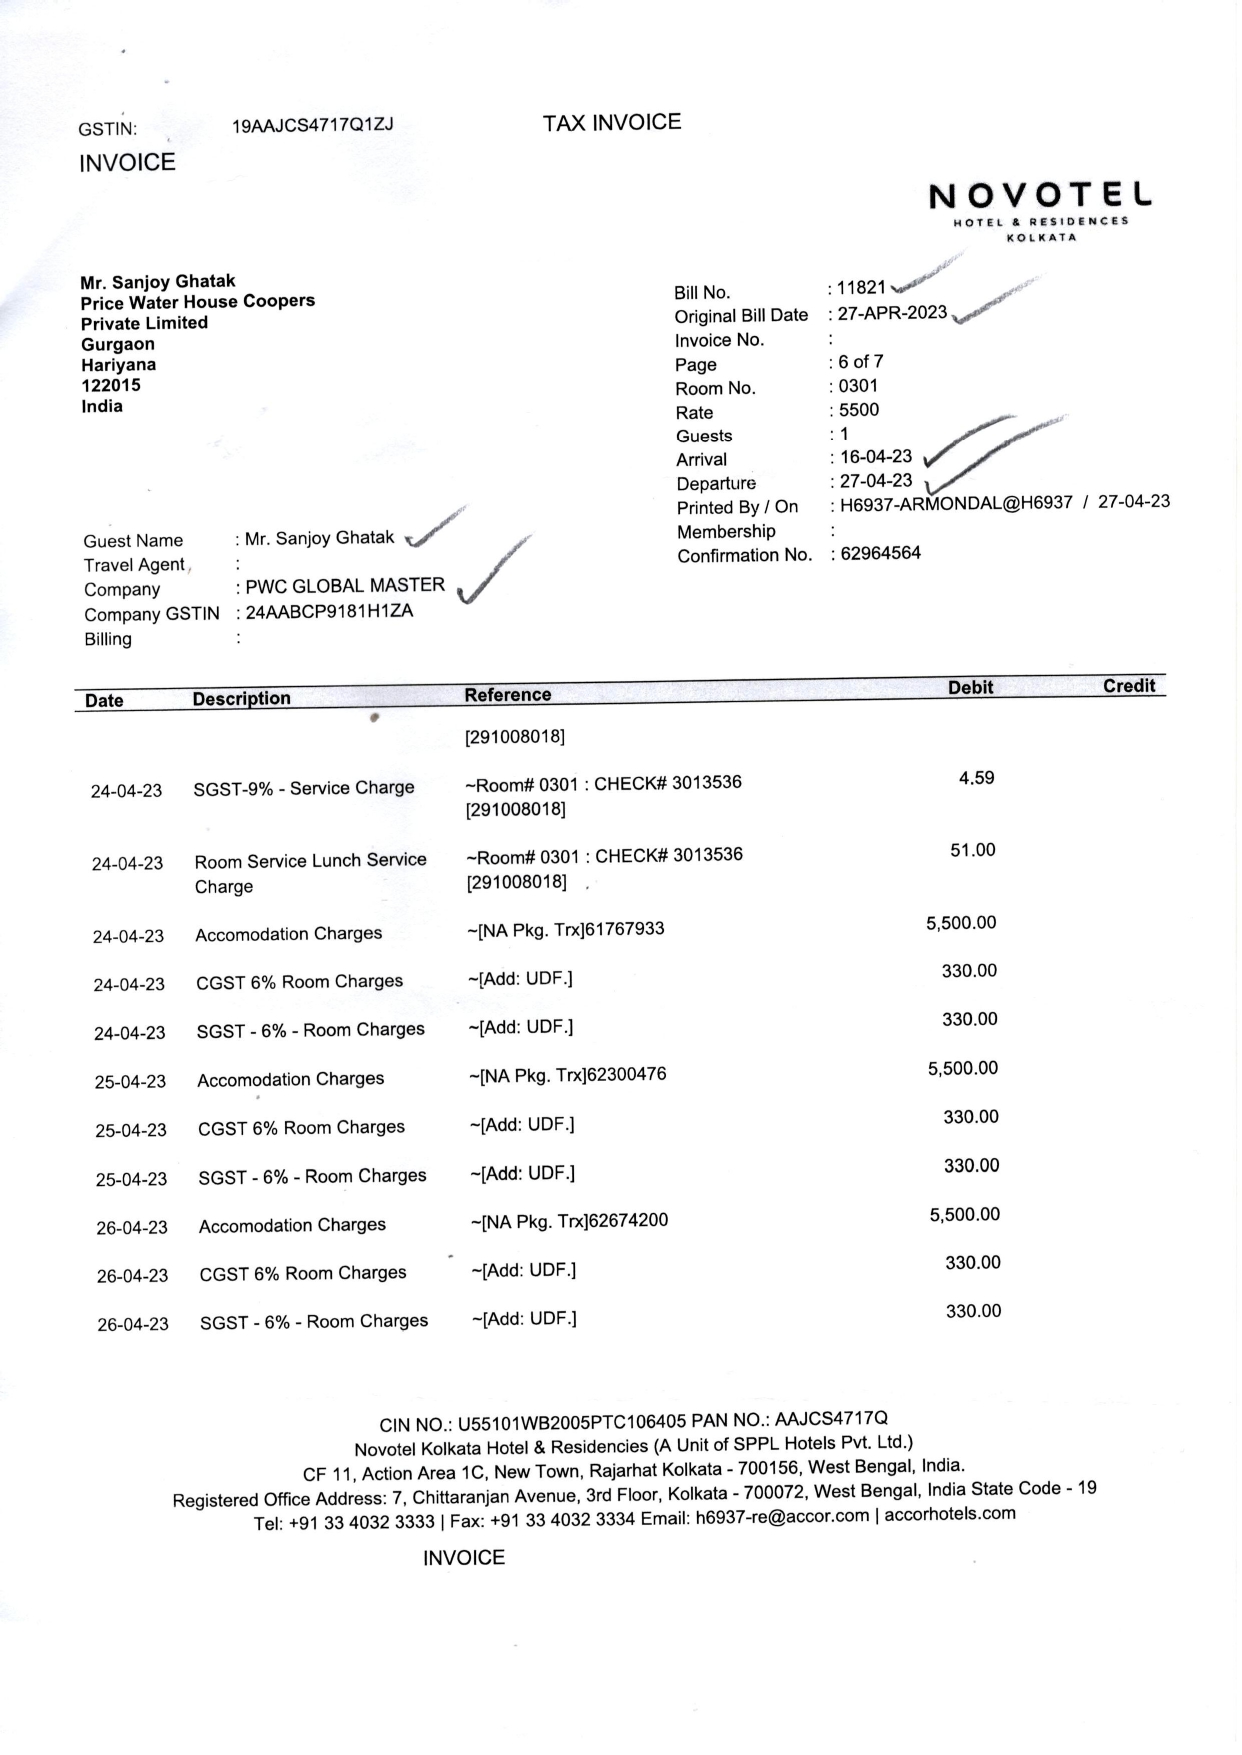 GSTIN: 19AAJCS4717Q1ZJ TAX INVOICE
INVOICE
NOVOTEL
HOTEL & RESIDENCES
KOLKATA
Mr. Sanjoy Ghatak
Price Water House Coopers
Private Limited
Gurgaon
Hariyana
122015
India
Bill No. : 11821
Original Bill Date : 27-APR-2023
Invoice No. :
Page : 6 of 7
Room No. : 0301
Rate : 5500
Guests : 1
Arrival : 16-04-23
Departure : 27-04-23
Printed By / On : H6937-ARMONDAL@H6937 / 27-04-23
Membership :
Confirmation No. : 62964564
Guest Name : Mr. Sanjoy Ghatak
Travel Agent, :
Company : PWC GLOBAL MASTER
Company GSTIN : 24AABCP9181H1ZA
Billing :
Date Description Reference Debit Credit
[291008018]
24-04-23 SGST-9% - Service Charge ~Room# 0301 : CHECK# 3013536 4.59
[291008018]
24-04-23 Room Service Lunch Service ~Room# 0301 : CHECK# 3013536 51.00
Charge [291008018]
24-04-23 Accomodation Charges ~[NA Pkg. Trx]61767933 5,500.00
24-04-23 CGST 6% Room Charges ~[Add: UDF.] 330.00
24-04-23 SGST - 6% - Room Charges ~[Add: UDF.] 330.00
25-04-23 Accomodation Charges ~[NA Pkg. Trx]62300476 5,500.00
25-04-23 CGST 6% Room Charges ~[Add: UDF.] 330.00
25-04-23 SGST - 6% - Room Charges ~[Add: UDF.] 330.00
26-04-23 Accomodation Charges ~[NA Pkg. Trx]62674200 5,500.00
26-04-23 CGST 6% Room Charges ~[Add: UDF.] 330.00
26-04-23 SGST - 6% - Room Charges ~[Add: UDF.] 330.00
CIN NO.: U55101WB2005PTC106405 PAN NO.: AAJCS4717Q
Novotel Kolkata Hotel & Residencies (A Unit of SPPL Hotels Pvt. Ltd.)
CF 11, Action Area 1C, New Town, Rajarhat Kolkata - 700156, West Bengal, India.
Registered Office Address: 7, Chittaranjan Avenue, 3rd Floor, Kolkata - 700072, West Bengal, India State Code - 19
Tel: +91 33 4032 3333 | Fax: +91 33 4032 3334 Email: h6937-re@accor.com | accorhotels.com
INVOICE